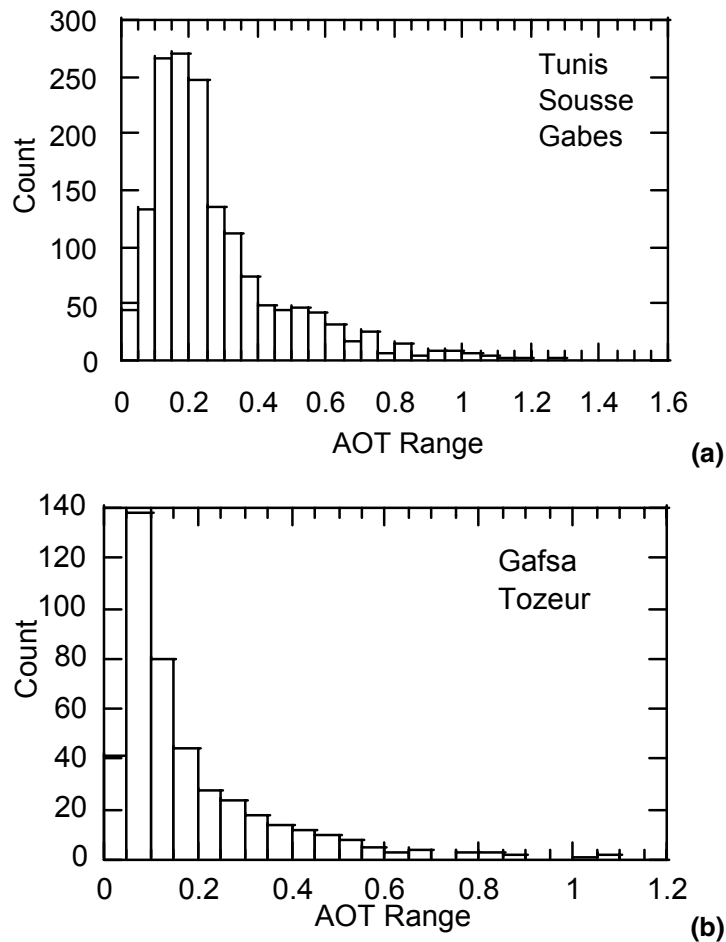 300
250
200
150
100
50
0
Count
Tunis
Sousse
Gabes
0 0.2 0.4 0.6 0.8 1 1.2 1.4 1.6
AOT Range
(a)
140
120
100
80
60
40
20
0
Count
Gafsa
Tozeur
0 0.2 0.4 0.6 0.8 1 1.2
AOT Range
(b)